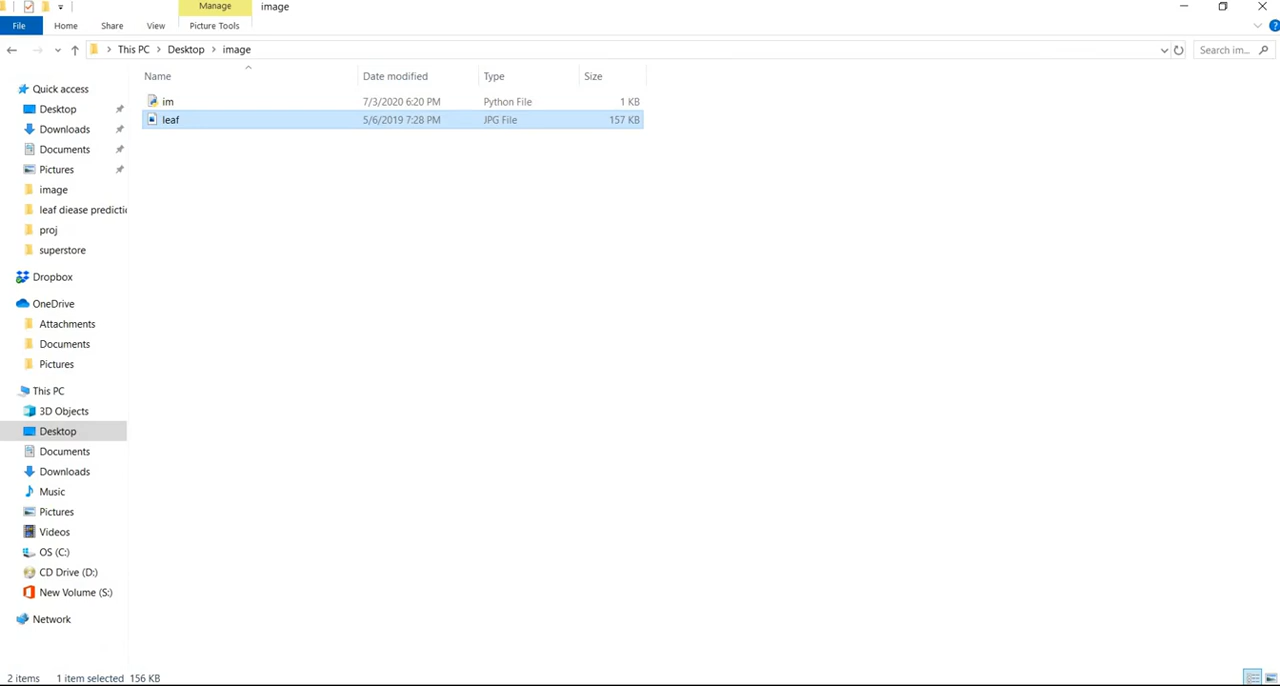 Manage image
File Home Share View Picture Tools
This PC Desktop image Search im...
Name Date modified Type Size
im 7/3/2020 6:20 PM Python File 1 KB
leaf 5/6/2019 7:28 PM JPG File 157 KB
Quick access
Desktop
Downloads
Documents
Pictures
image
leaf diease predictic
proj
superstore
Dropbox
OneDrive
Attachments
Documents
Pictures
This PC
3D Objects
Desktop
Documents
Downloads
Music
Pictures
Videos
OS (C:)
CD Drive (D:)
New Volume (S:)
Network
2 items 1 item selected 156 KB